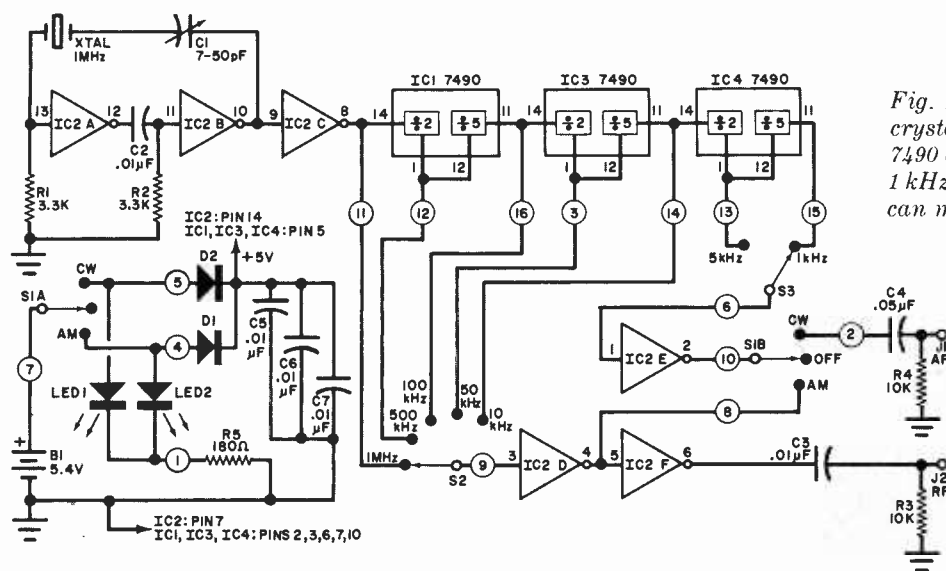 XTAL
1MHz
C1
7-50pF
13
IC2 A
12
C2
.01µF
11
IC2 B
10
9
IC2 C
8
R1
3.3K
R2
3.3K
IC1 7490
14
÷2
÷5
11
1
12
IC3 7490
14
÷2
÷5
11
1
12
IC4 7490
14
÷2
÷5
11
1
12
Fig.
cryst
7490
1 kHz
can m
11
12
16
3
14
13
15
5kHz
1kHz
S3
IC2: PIN 14
IC1, IC3, IC4: PIN 5
+5V
CW
S1A
AM
5
D2
4
D1
7
LED1
LED2
C5
.01
µF
C6
.01
µF
C7
.01
µF
1
R5
180Ω
+
B1
5.4V
IC2: PIN 7
IC1, IC3, IC4: PINS 2,3,6,7,10
1MHz
500
kHz
100
kHz
50
kHz
10
kHz
S2
9
3
IC2 D
4
5
IC2 F
6
6
1
IC2 E
2
10
S1B
CW
OFF
AM
8
2
C4
.05µF
R4
10K
C3
.01µF
R3
10K
J2
RF